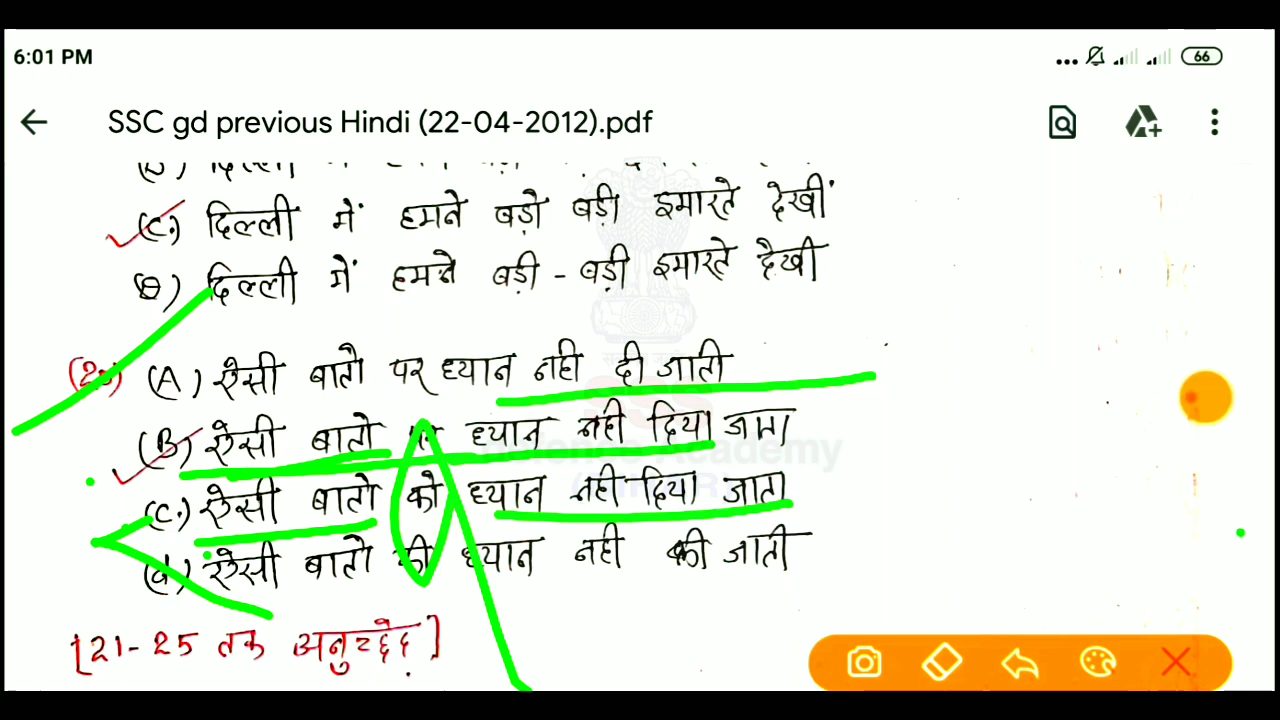 6:01 PM
66
SSC gd previous Hindi (22-04-2012).pdf
(C.) दिल्ली में हमने बड़ी बड़ी इमारते देखीं
दिल्ली में हमने बड़ी - बड़ी इमारते देखी
(A) ऐसी बातो पर ध्यान नही दी जाती
(B) ऐसी बातो पर ध्यान नही दिया जाता
(C.) ऐसी बातो को ध्यान नही दिया जाता
(d) ऐसी बातो की ध्यान नही की जाती
[21-25 तक अनुच्छेद]